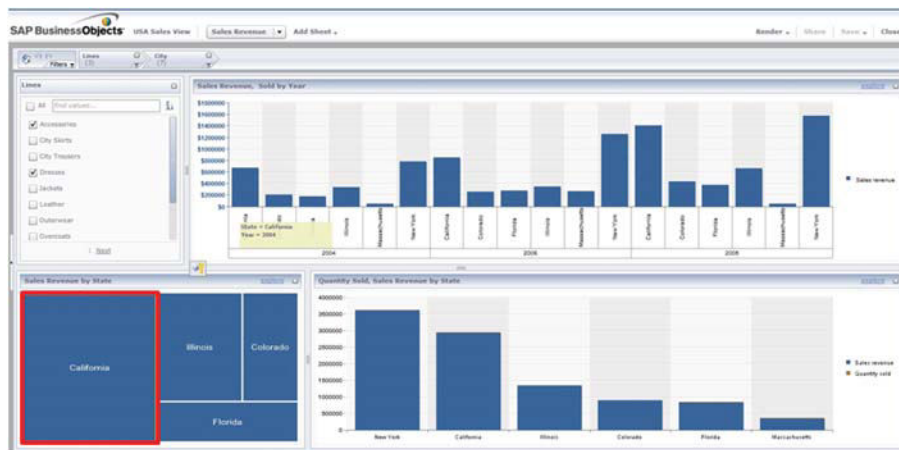 SAP BusinessObjects USA Sales View Sales Revenue Add Sheet Render Share Save Close
Filters Lines (3) City (7)
Lines
All Find values...
Accessories
City Skirts
City Trousers
Dresses
Jackets
Leather
Outerwear
Overcoats
Next
Sales Revenue, Sold by Year explore
$1800000
$1600000
$1400000
$1200000
$1000000
$800000
$600000
$400000
$200000
$0
Illinois Massachusetts New York California Colorado Florida Illinois Massachusetts New York California Colorado Florida Illinois Massachusetts New York
State = California
Year = 2004
2004
Sales revenue
Sales Revenue by State explore
California
Illinois
Colorado
Florida
Quantity Sold, Sales Revenue by State explore
4000000
3500000
3000000
2500000
2000000
1500000
1000000
500000
0
New York California Illinois Colorado Florida Massachusetts
Sales revenue
Quantity sold